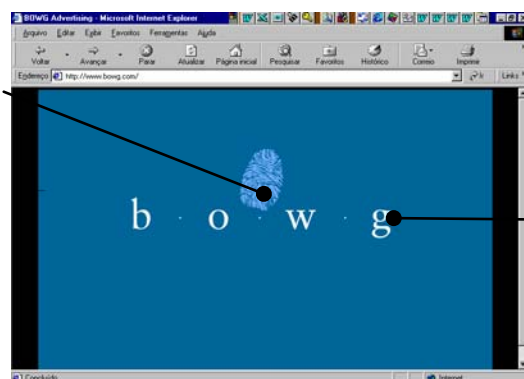 BOWG Advertising - Microsoft Internet Explorer
Arquivo Editar Exibir Favoritos Ferramentas Ajuda
Voltar Avançar Parar Atualizar Página inicial Pesquisar Favoritos Histórico Correio Imprimir
Endereço http://www.bowg.com/ Ir Links
b · o · w · g
Concluído Internet